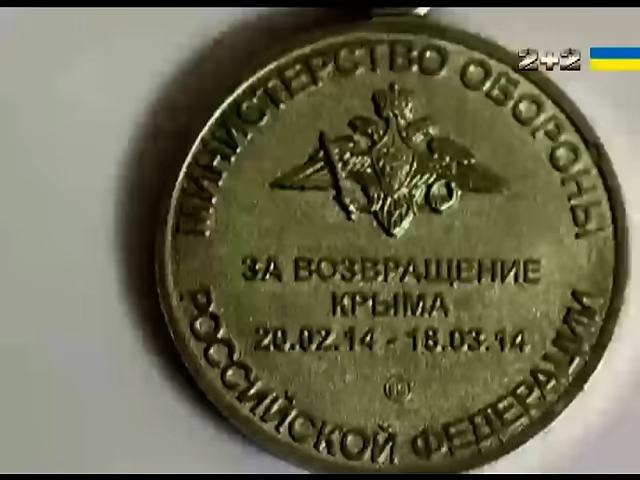 2+2
МИНИСТЕРСТВО ОБОРОНЫ
ЗА ВОЗВРАЩЕНИЕ
КРЫМА
20.02.14 - 18.03.14
РОССИЙСКОЙ ФЕДЕРАЦИИ